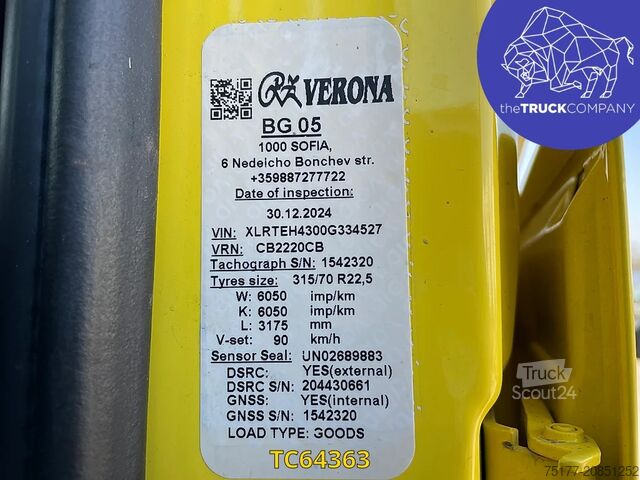 RZ VERONA
BG 05
1000 SOFIA,
6 Nedelcho Bonchev str.
+359887277722
Date of inspection:
30.12.2024
VIN: XLRTEH4300G334527
VRN: CB2220CB
Tachograph S/N: 1542320
Tyres size: 315/70 R22,5
W: 6050 imp/km
K: 6050 imp/km
L: 3175 mm
V-set: 90 km/h
Sensor Seal: UN02689883
DSRC: YES(external)
DSRC S/N: 204430661
GNSS: YES(internal)
GNSS S/N: 1542320
LOAD TYPE: GOODS
TC64363
theTRUCKCOMPANY
Truck
Scout24
75177-20851252